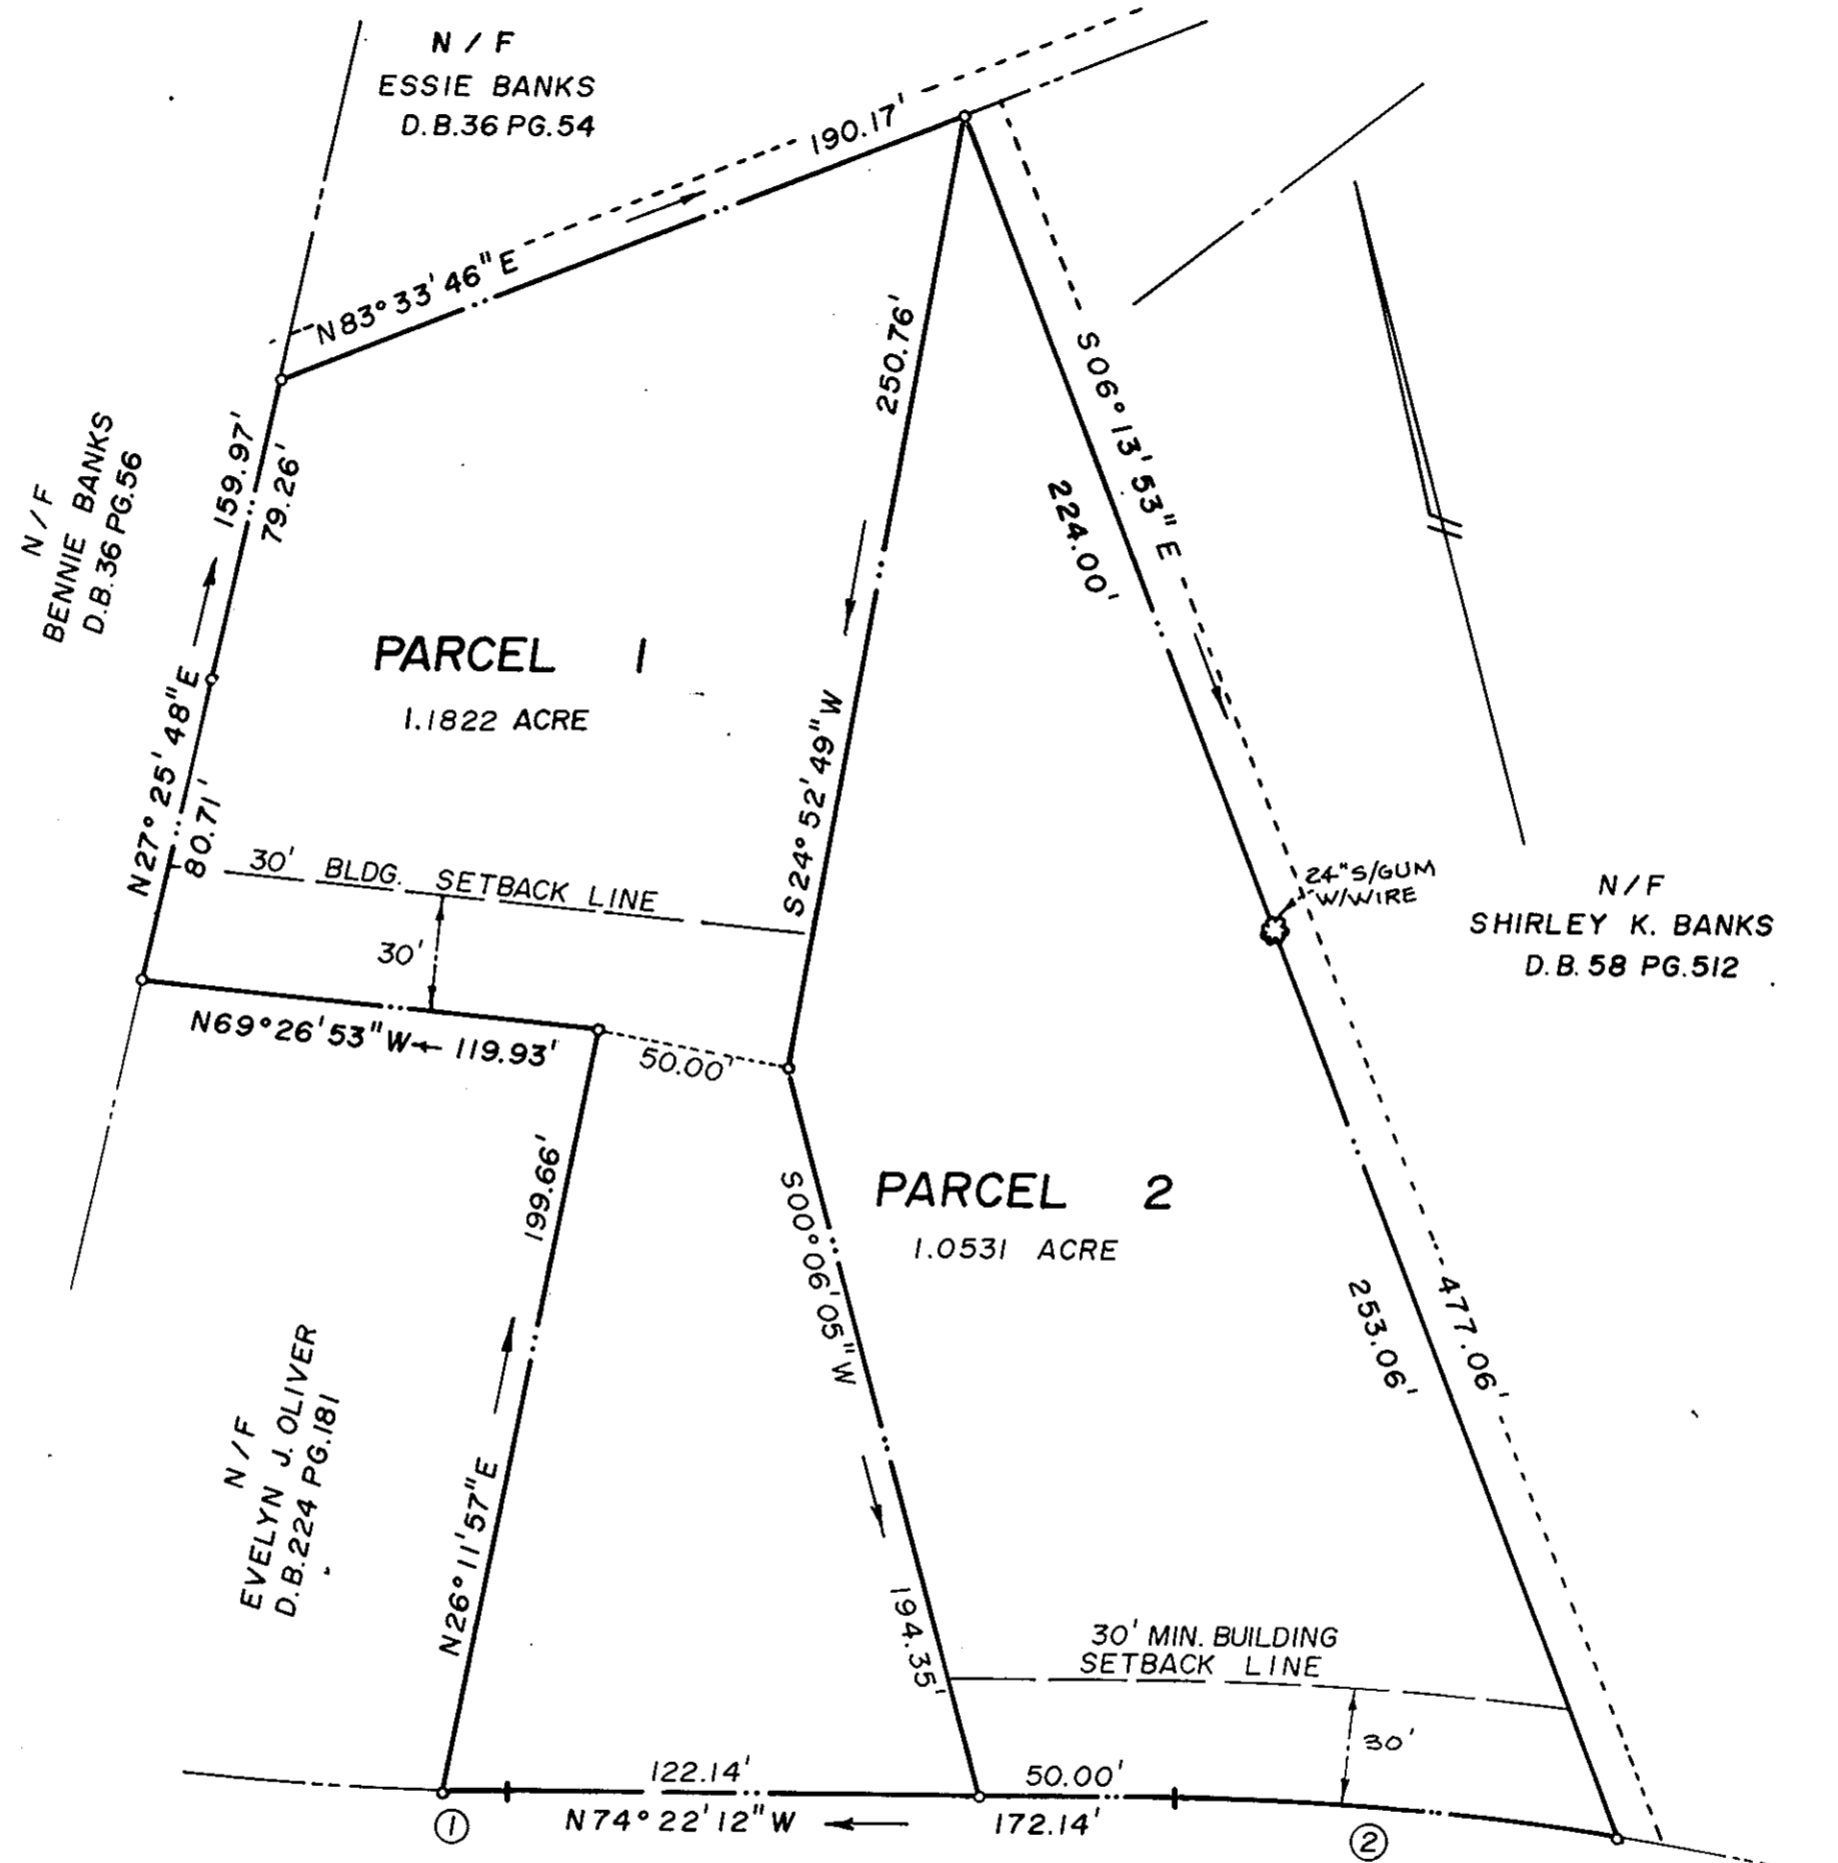 N / F
ESSIE BANKS
D.B.36 PG.54
N83°33'46"E
190.17'
N/F
BENNIE BANKS
D.B.36 PG.56
159.97'
79.26'
N27°25'48"E
80.71'
250.76'
S24°52'49"W
S06°13'53"E
224.00'
PARCEL 1
1.1822 ACRE
30' BLDG. SETBACK LINE
30'
N69°26'53"W
119.93'
50.00'
24"S/GUM
W/WIRE
N/F
SHIRLEY K. BANKS
D.B.58 PG.512
199.66'
N26°11'57"E
S00°06'05"W
194.35'
PARCEL 2
1.0531 ACRE
253.06'
477.06'
N/F
EVELYN J. OLIVER
D.B.224 PG.181
30' MIN. BUILDING
SETBACK LINE
30'
122.14'
50.00'
N74°22'12"W
172.14'
1
2